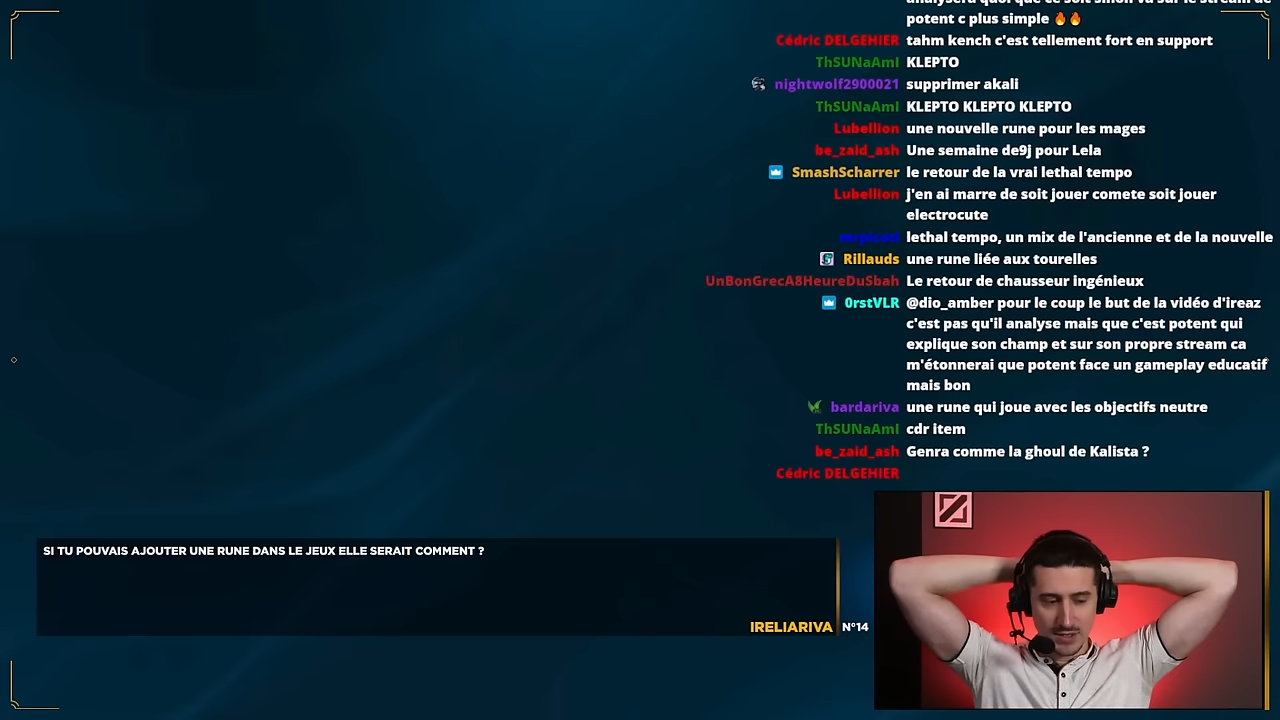 potent c plus simple 🔥🔥
Cédric DELGEHIER tahm kench c'est tellement fort en support
ThSUNaAmI KLEPTO
nightwolf2900021 supprimer akali
ThSUNaAmI KLEPTO KLEPTO KLEPTO
Lubellion une nouvelle rune pour les mages
be_zaid_ash Une semaine de9j pour Lela
SmashScharrer le retour de la vrai lethal tempo
Lubellion j'en ai marre de soit jouer comete soit jouer
electrocute
lethal tempo, un mix de l'ancienne et de la nouvelle
Rillauds une rune liée aux tourelles
UnBonGrecA8HeureDuSbah Le retour de chausseur ingénieux
0rstVLR @dio_amber pour le coup le but de la vidéo d'ireaz
c'est pas qu'il analyse mais que c'est potent qui
explique son champ et sur son propre stream ca
m'étonnerai que potent face un gameplay educatif
mais bon
bardariva une rune qui joue avec les objectifs neutre
ThSUNaAmI cdr item
be_zaid_ash Genra comme la ghoul de Kalista ?
Cédric DELGEHIER
SI TU POUVAIS AJOUTER UNE RUNE DANS LE JEUX ELLE SERAIT COMMENT ?
IRELIARIVA N°14